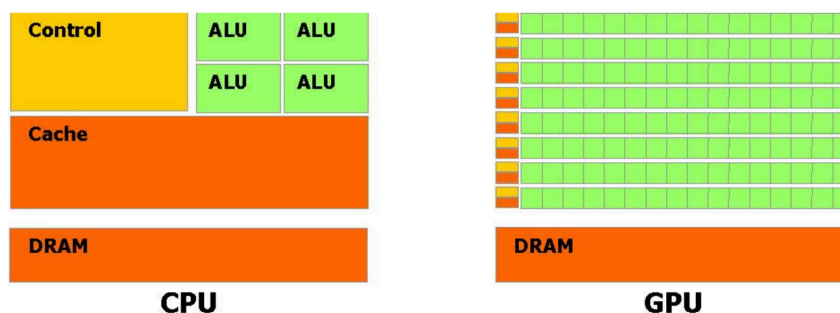 Control
ALU ALU
ALU ALU
Cache
DRAM
CPU
DRAM
GPU